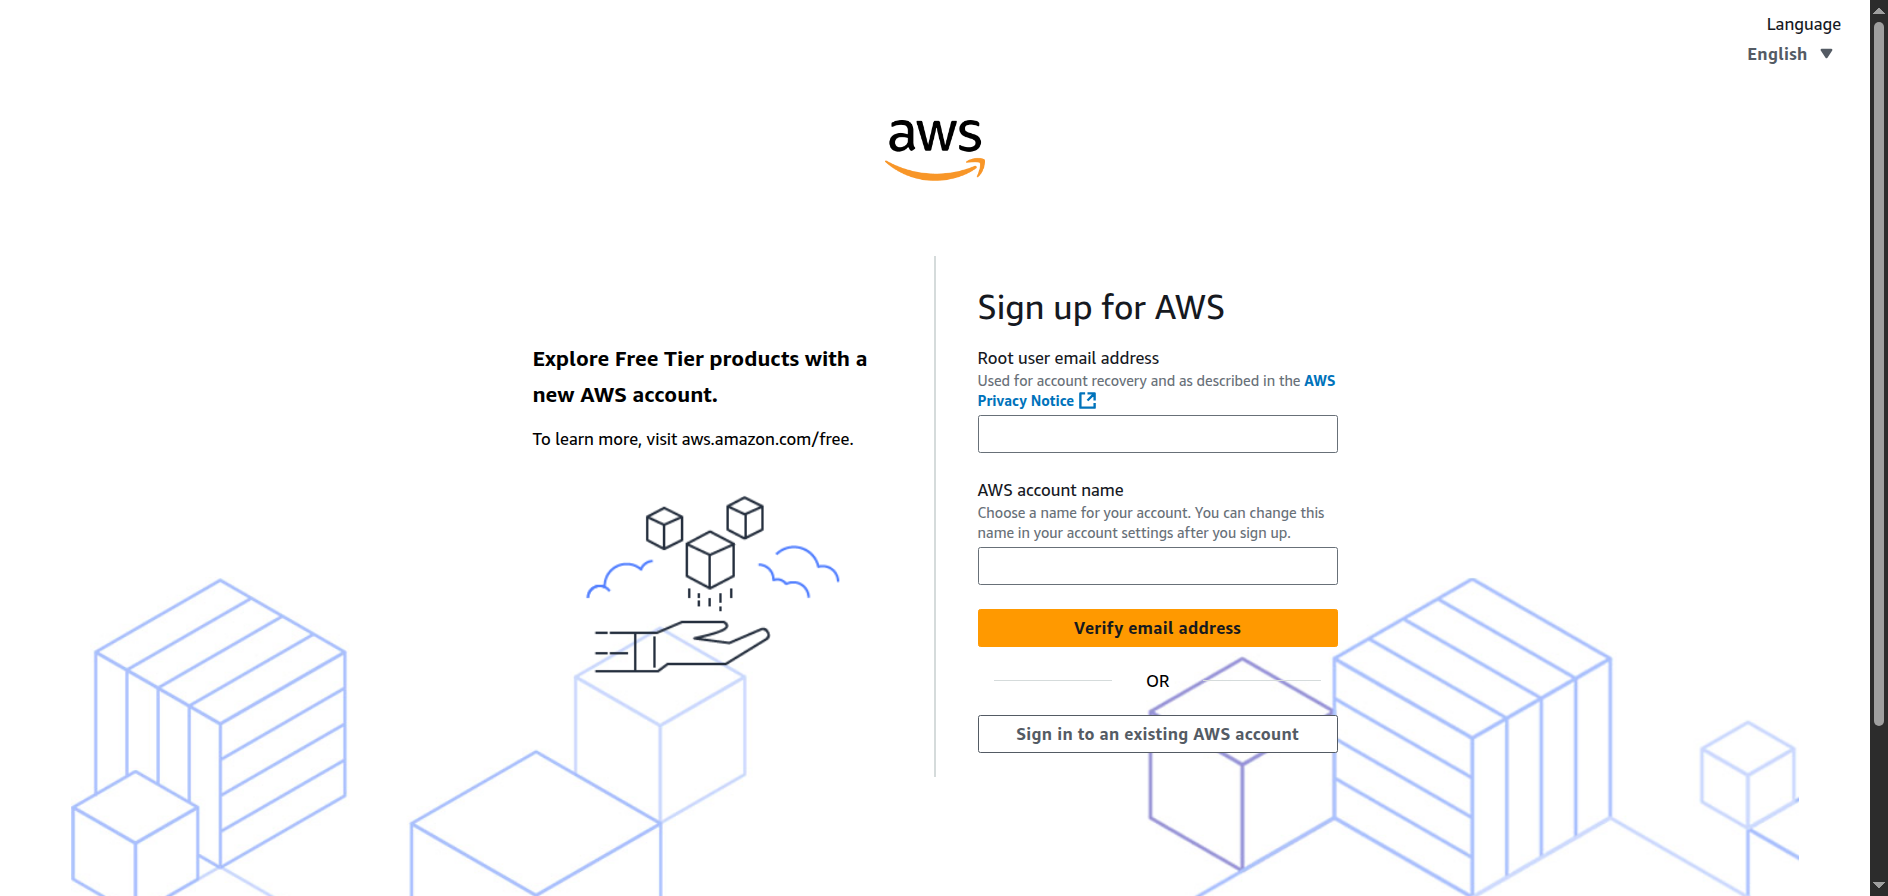 Language
English
aws
Explore Free Tier products with a
new AWS account.
To learn more, visit aws.amazon.com/free.
Sign up for AWS
Root user email address
Used for account recovery and as described in the AWS
Privacy Notice
AWS account name
Choose a name for your account. You can change this
name in your account settings after you sign up.
Verify email address
OR
Sign in to an existing AWS account